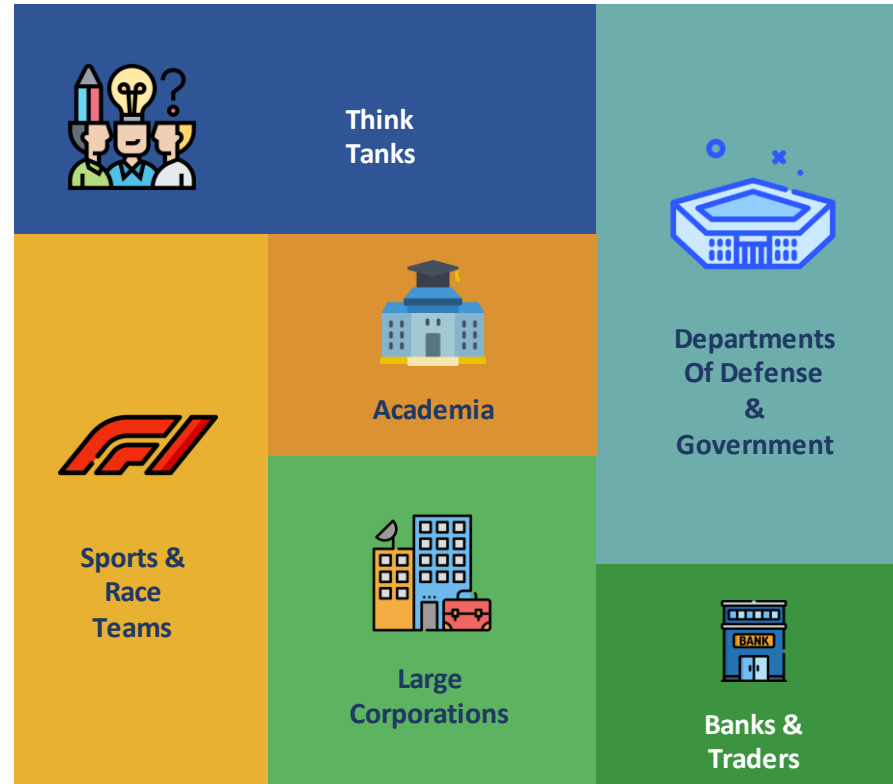 Think
Tanks
Departments
Of Defense
&
Government
Academia
Sports &
Race
Teams
Large
Corporations
BANK
Banks &
Traders